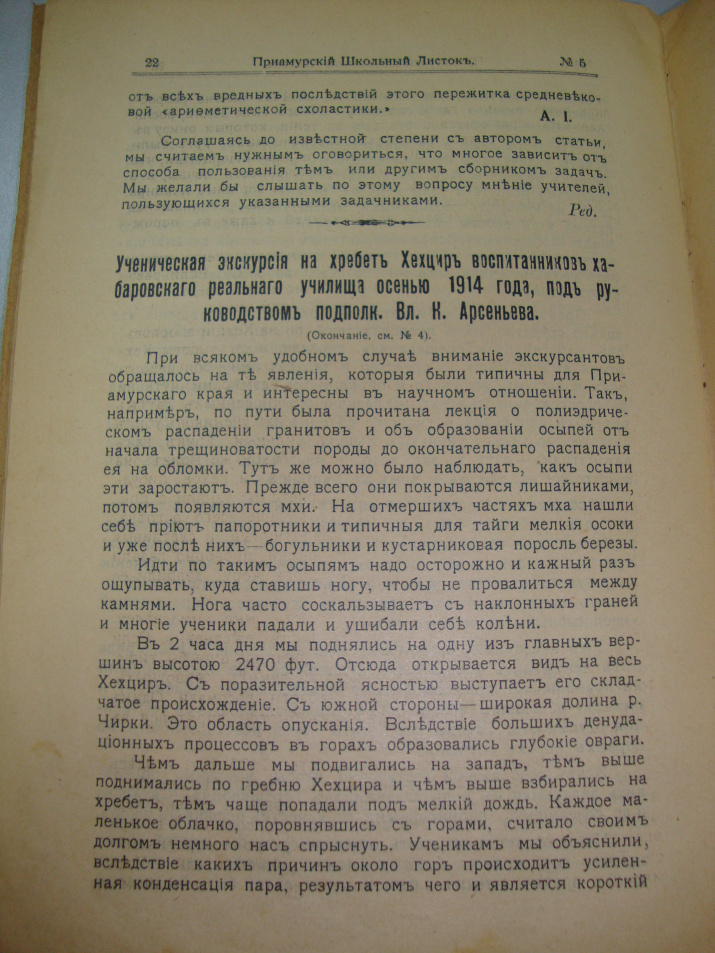 22 Приамурскій Школьный Листокъ. № 5
отъ всѣхъ вредныхъ послѣдствій этого пережитка средневѣко-
вой «ариѳметической схоластики.»
А. І.
Соглашаясь до извѣстной степени съ авторомъ статьи,
мы считаемъ нужнымъ оговориться, что многое зависитъ отъ
способа пользованія тѣмъ или другимъ сборникомъ задачъ.
Мы желали бы слышать по этому вопросу мнѣніе учителей,
пользующихся указанными задачниками.
Ред.
Ученическая экскурсія на хребетъ Хехциръ воспитанниковъ ха-
баровскаго реальнаго училища осенью 1914 года, подъ ру-
ководствомъ подполк. Вл. К. Арсеньева.
(Окончаніе, см. № 4).
При всякомъ удобномъ случаѣ вниманіе экскурсантовъ
обращалось на тѣ явленія, которыя были типичны для При-
амурскаго края и интересны въ научномъ отношеніи. Такъ,
напримѣръ, по пути была прочитана лекція о полиэдриче-
скомъ распаденіи гранитовъ и объ образованіи осыпей отъ
начала трещиноватости породы до окончательнаго распаденія
ея на обломки. Тутъ же можно было наблюдать, какъ осыпи
эти заростаютъ. Прежде всего они покрываются лишайниками,
потомъ появляются мхи. На отмершихъ частяхъ мха нашли
себѣ пріютъ папоротники и типичныя для тайги мелкія осоки
и уже послѣ нихъ—богульники и кустарниковая поросль березы.
Идти по такимъ осыпямъ надо осторожно и кажный разъ
ощупывать, куда ставишь ногу, чтобы не провалиться между
камнями. Нога часто соскальзываетъ съ наклонныхъ граней
и многіе ученики падали и ушибали себѣ колѣни.
Въ 2 часа дня мы поднялись на одну изъ главныхъ вер-
шинъ высотою 2470 фут. Отсюда открывается видъ на весь
Хехциръ. Съ поразительной ясностью выступаетъ его склад-
чатое происхожденіе. Съ южной стороны—широкая долина р.
Чирки. Это область опусканія. Вслѣдствіе большихъ денуда-
ціонныхъ процессовъ въ горахъ образовались глубокіе овраги.
Чѣмъ дальше мы подвигались на западъ, тѣмъ выше
поднимались по гребню Хехцира и чѣмъ выше взбирались на
хребетъ, тѣмъ чаще попадали подъ мелкій дождь. Каждое ма-
ленькое облачко, поровнявшись съ горами, считало своимъ
долгомъ немного насъ спрыснуть. Ученикамъ мы объяснили,
вслѣдствіе какихъ причинъ около горъ происходитъ усилен-
ная конденсація пара, результатомъ чего и является короткій